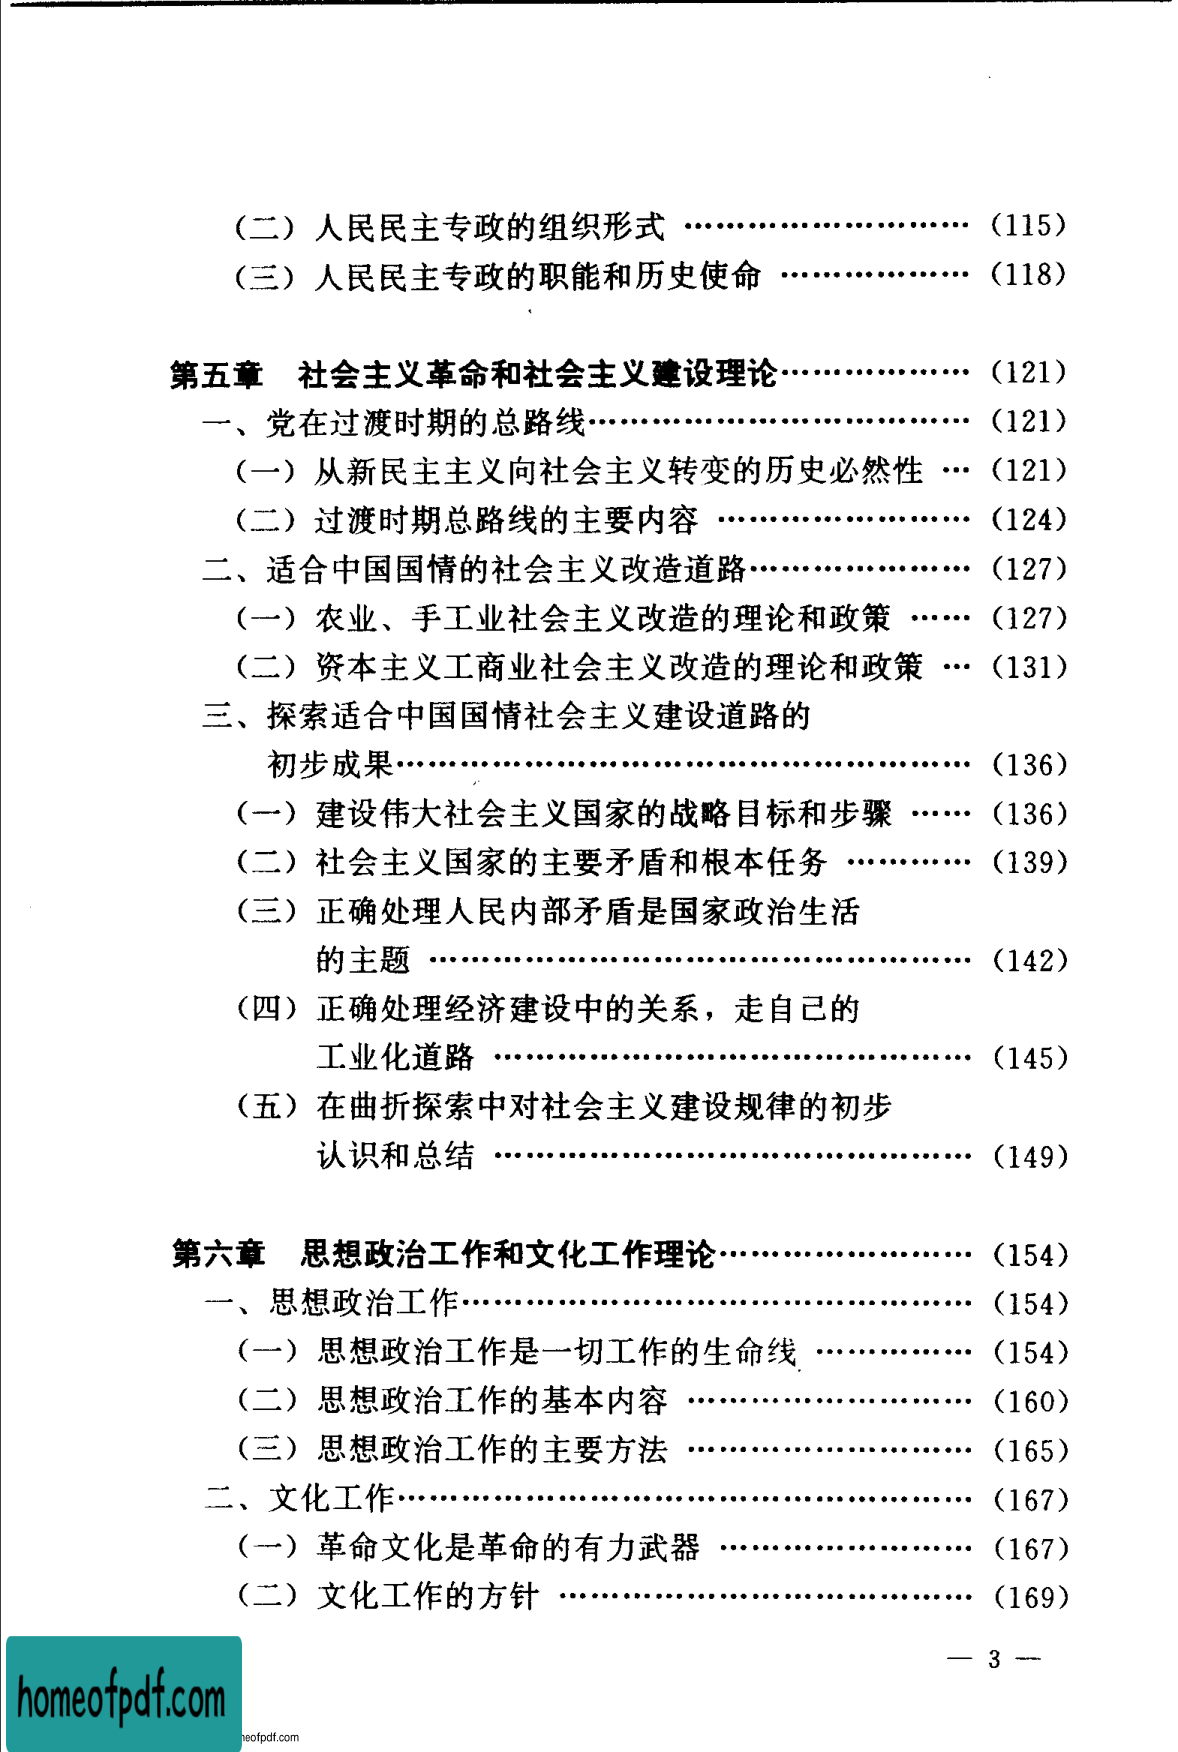 （二）人民民主专政的组织形式 ………………………（115）
（三）人民民主专政的职能和历史使命 ………………（118）
第五章　社会主义革命和社会主义建设理论………………（121）
一、党在过渡时期的总路线………………………………（121）
（一）从新民主主义向社会主义转变的历史必然性 …（121）
（二）过渡时期总路线的主要内容 ……………………（124）
二、适合中国国情的社会主义改造道路…………………（127）
（一）农业、手工业社会主义改造的理论和政策 ……（127）
（二）资本主义工商业社会主义改造的理论和政策 …（131）
三、探索适合中国国情社会主义建设道路的
初步成果………………………………………………（136）
（一）建设伟大社会主义国家的战略目标和步骤 ……（136）
（二）社会主义国家的主要矛盾和根本任务 …………（139）
（三）正确处理人民内部矛盾是国家政治生活
的主题 ……………………………………………（142）
（四）正确处理经济建设中的关系，走自己的
工业化道路 ………………………………………（145）
（五）在曲折探索中对社会主义建设规律的初步
认识和总结 ………………………………………（149）
第六章　思想政治工作和文化工作理论……………………（154）
一、思想政治工作…………………………………………（154）
（一）思想政治工作是一切工作的生命线 ……………（154）
（二）思想政治工作的基本内容 ………………………（160）
（三）思想政治工作的主要方法 ………………………（165）
二、文化工作………………………………………………（167）
（一）革命文化是革命的有力武器 ……………………（167）
（二）文化工作的方针 …………………………………（169）
— 3 —
homeofpdf.com
eofpdf.com